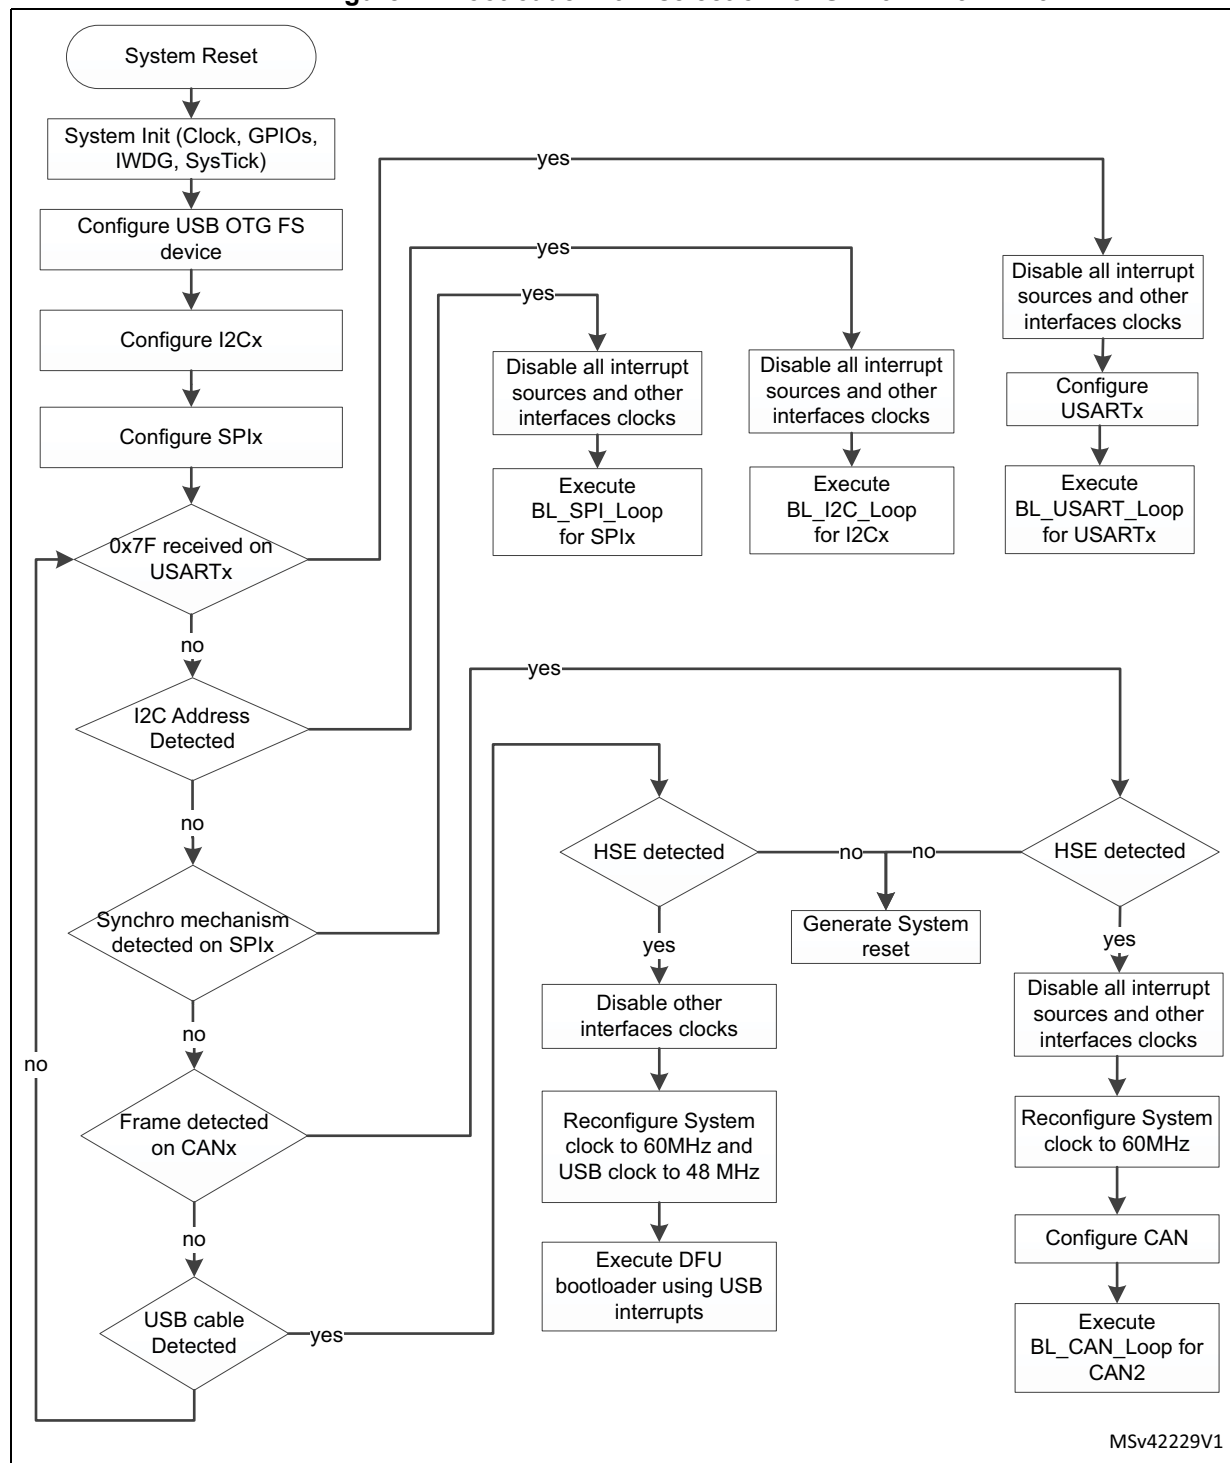 System Reset
System Init (Clock, GPIOs,
IWDG, SysTick)
Configure USB OTG FS
device
Configure I2Cx
Configure SPIx
0x7F received on
USARTx
no
I2C Address
Detected
no
Synchro mechanism
detected on SPIx
no
Frame detected
on CANx
no
USB cable
Detected
yes
no
yes
Disable all interrupt
sources and other
interfaces clocks
Configure
USARTx
Execute
BL_USART_Loop
for USARTx
yes
Disable all interrupt
sources and other
interfaces clocks
Execute
BL_I2C_Loop
for I2Cx
yes
Disable all interrupt
sources and other
interfaces clocks
Execute
BL_SPI_Loop
for SPIx
yes
HSE detected
no
no
HSE detected
Generate System
reset
yes
Disable other
interfaces clocks
Reconfigure System
clock to 60MHz and
USB clock to 48 MHz
Execute DFU
bootloader using USB
interrupts
yes
Disable all interrupt
sources and other
interfaces clocks
Reconfigure System
clock to 60MHz
Configure CAN
Execute
BL_CAN_Loop for
CAN2
MSv42229V1